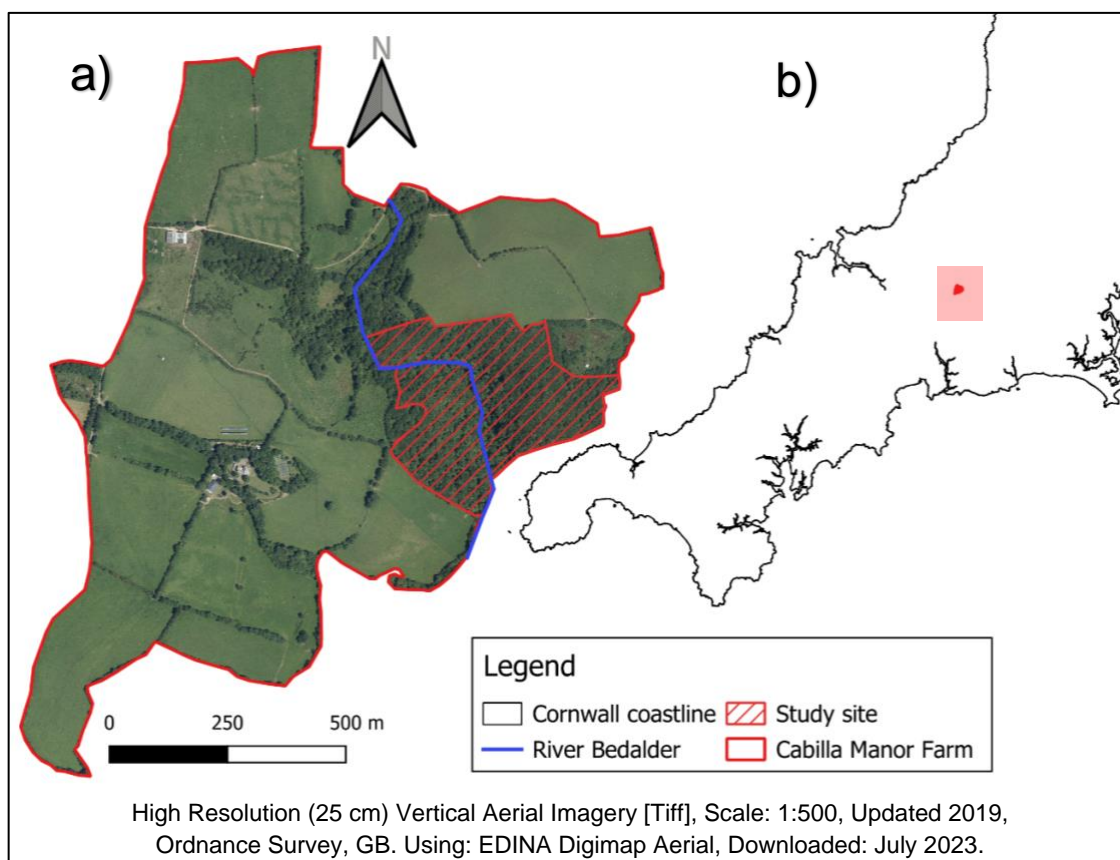 a)
N
b)
Legend
Cornwall coastline
Study site
River Bedalder
Cabilla Manor Farm
0 250 500 m
High Resolution (25 cm) Vertical Aerial Imagery [Tiff], Scale: 1:500, Updated 2019,
Ordnance Survey, GB. Using: EDINA Digimap Aerial, Downloaded: July 2023.